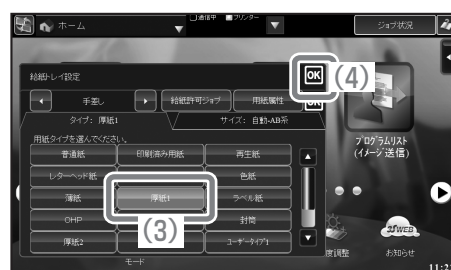 ホーム
通信中 プリンター
ジョブ状況
給紙トレイ設定
OK
(4)
手差し
給紙許可ジョブ
用紙属性
タイプ: 厚紙1
サイズ: 自動-AB系
用紙タイプを選んでください。
普通紙
印刷済み用紙
再生紙
レターヘッド紙
色紙
薄紙
厚紙1
ラベル紙
OHP
(3)
封筒
厚紙2
ユーザータイプ1
モード
プログラムリスト
(イメージ送信)
度調整
お知らせ